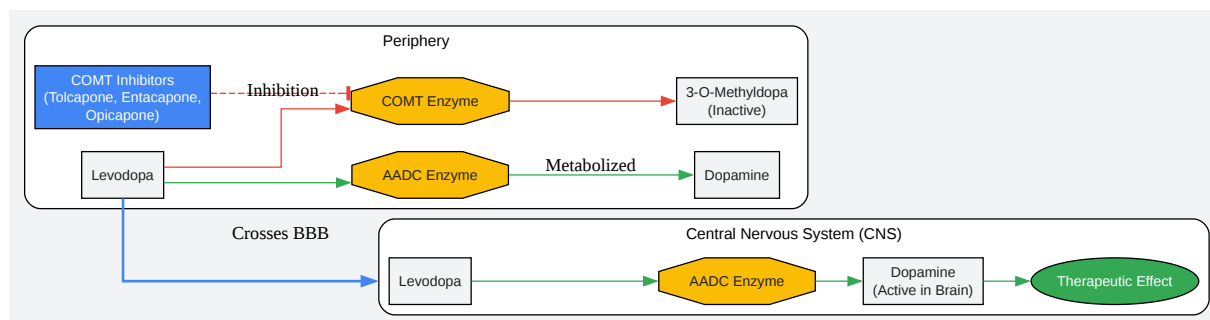 Periphery
COMT Inhibitors
(Tolcapone, Entacapone,
Opicapone)
Inhibition
COMT Enzyme
3-O-Methyldopa
(Inactive)
Levodopa
AADC Enzyme
Metabolized
Dopamine
Crosses BBB
Central Nervous System (CNS)
Levodopa
AADC Enzyme
Dopamine
(Active in Brain)
Therapeutic Effect